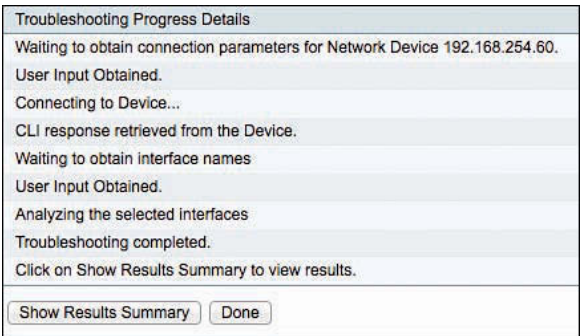 Troubleshooting Progress Details
Waiting to obtain connection parameters for Network Device 192.168.254.60.
User Input Obtained.
Connecting to Device...
CLI response retrieved from the Device.
Waiting to obtain interface names
User Input Obtained.
Analyzing the selected interfaces
Troubleshooting completed.
Click on Show Results Summary to view results.
Show Results Summary Done